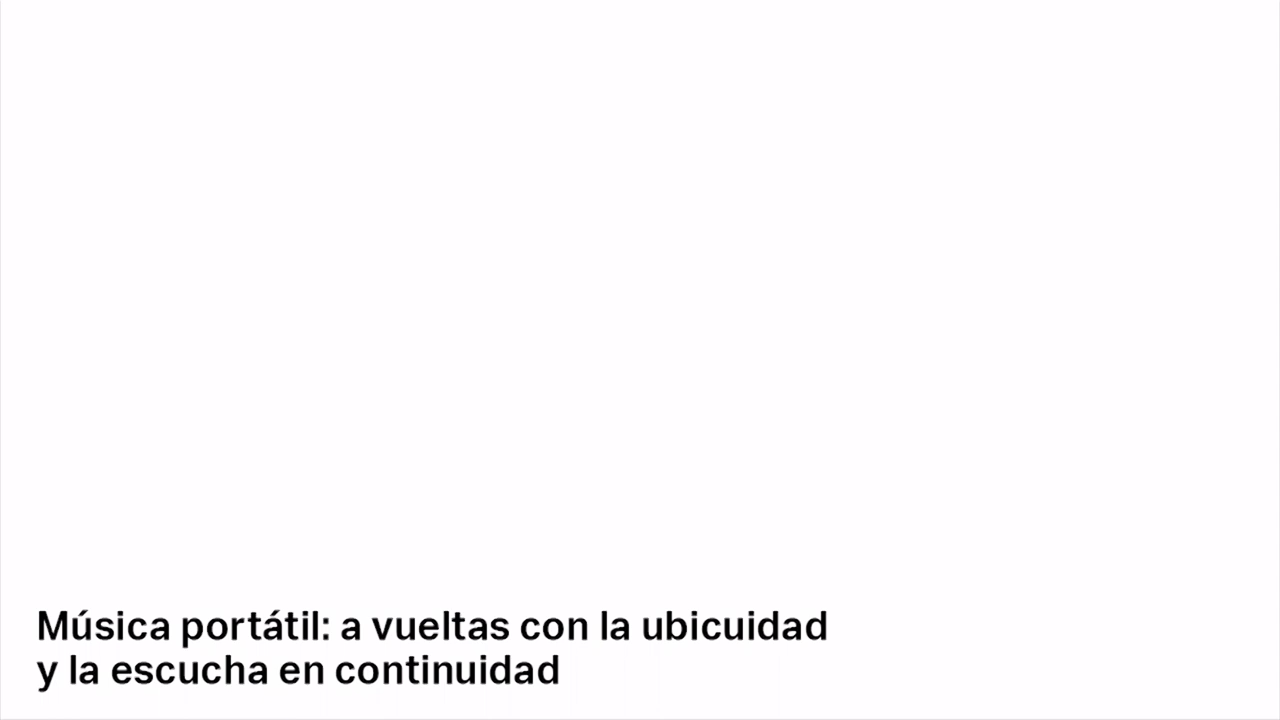 Música portátil: a vueltas con la ubicuidad
y la escucha en continuidad